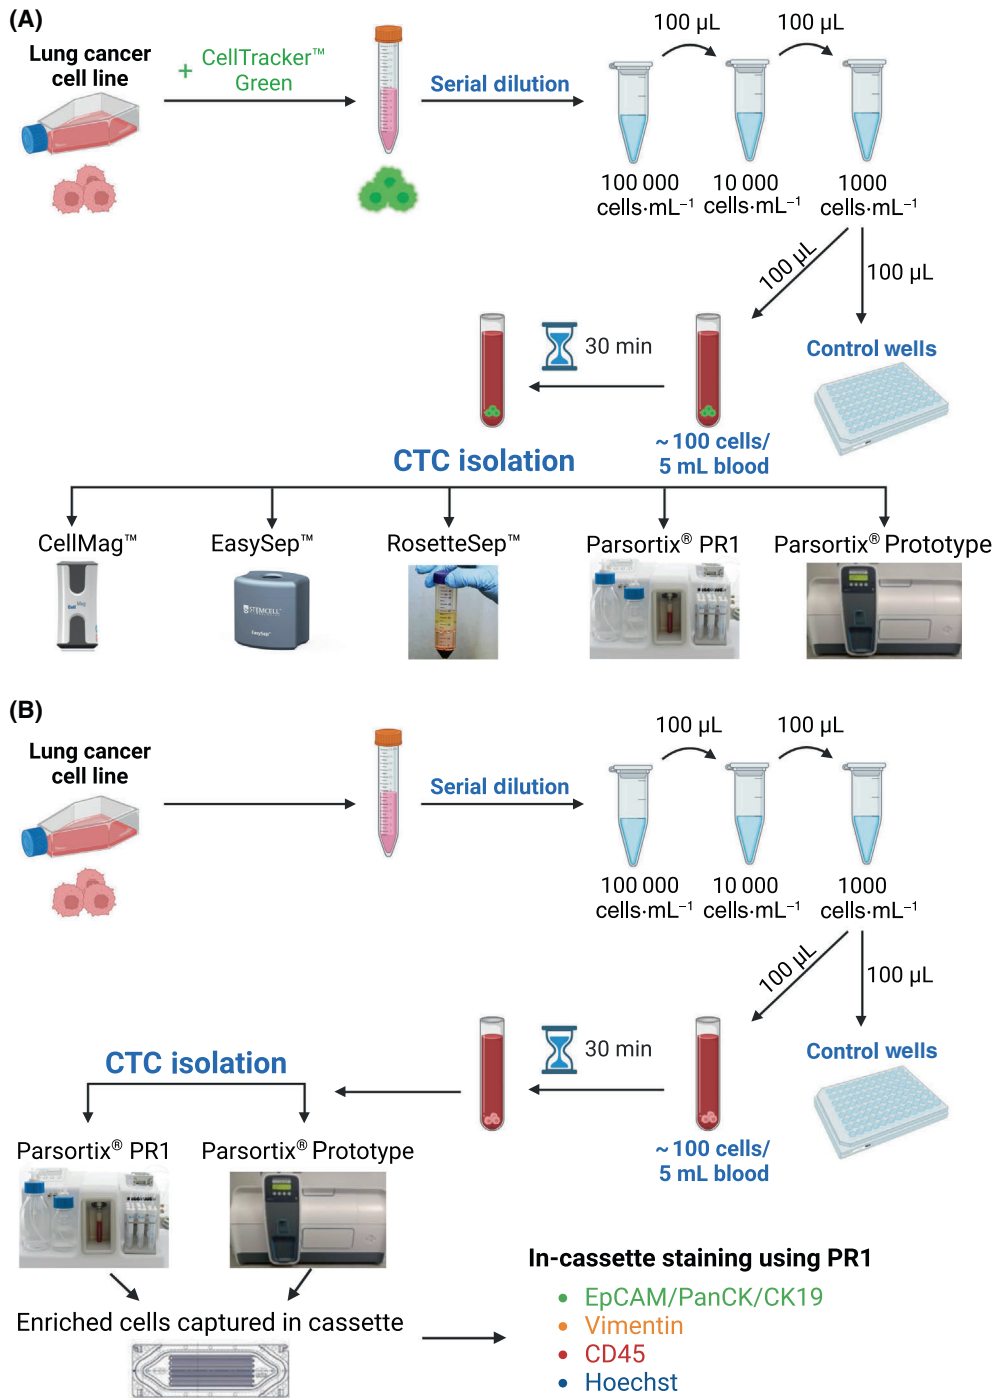 (A)
Lung cancer
cell line
+ CellTracker™
Green
Serial dilution
100 µL
100 µL
100 000
cells·mL⁻¹
10 000
cells·mL⁻¹
1000
cells·mL⁻¹
100 µL
100 µL
30 min
Control wells
~100 cells/
5 mL blood
CTC isolation
CellMag™
EasySep™
RosetteSep™
Parsortix® PR1
Parsortix® Prototype
STEMCELL
EasySep™
(B)
Lung cancer
cell line
Serial dilution
100 µL
100 µL
100 000
cells·mL⁻¹
10 000
cells·mL⁻¹
1000
cells·mL⁻¹
100 µL
100 µL
30 min
Control wells
~100 cells/
5 mL blood
CTC isolation
Parsortix® PR1
Parsortix® Prototype
Enriched cells captured in cassette
In-cassette staining using PR1
• EpCAM/PanCK/CK19
• Vimentin
• CD45
• Hoechst